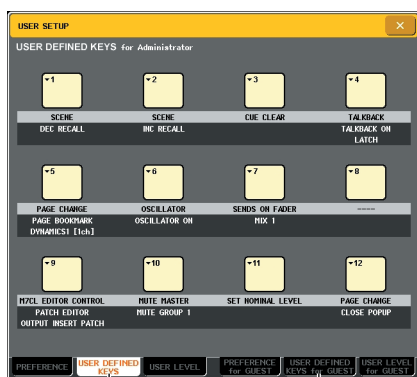 USER SETUP
USER DEFINED KEYS for Administrator
1
2
3
4
SCENE
SCENE
CUE CLEAR
TALKBACK
DEC RECALL
INC RECALL
TALKBACK ON
LATCH
5
6
7
8
PAGE CHANGE
OSCILLATOR
SENDS ON FADER
----
PAGE BOOKMARK
DYNAMICS1 [1ch]
OSCILLATOR ON
MIX 1
9
10
11
12
M7CL EDITOR CONTROL
MUTE MASTER
SET NOMINAL LEVEL
PAGE CHANGE
PATCH EDITOR
OUTPUT INSERT PATCH
MUTE GROUP 1
CLOSE POPUP
PREFERENCE
USER DEFINED
KEYS
USER LEVEL
PREFERENCE
for GUEST
USER DEFINED
KEYS for GUEST
USER LEVEL
for GUEST